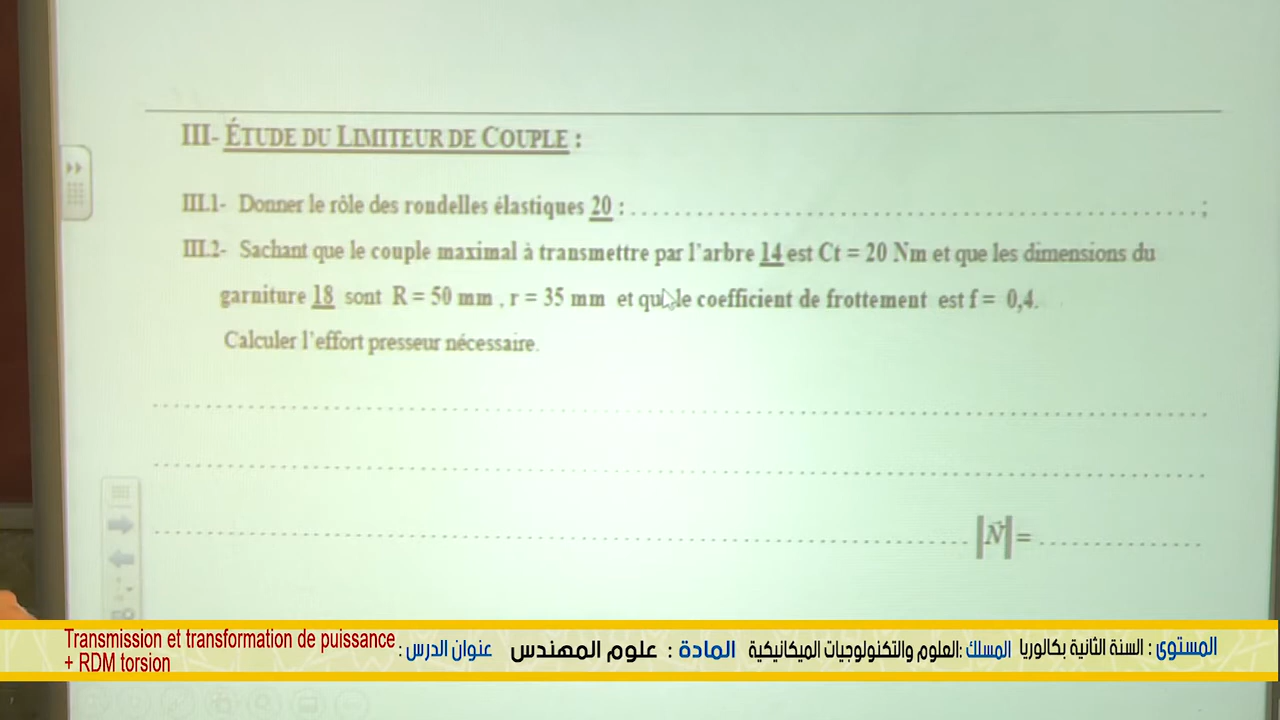 III- ÉTUDE DU LIMITEUR DE COUPLE :
III.1- Donner le rôle des rondelles élastiques 20 : ........................................................................ ;
III.2- Sachant que le couple maximal à transmettre par l'arbre 14 est Ct = 20 Nm et que les dimensions du
garniture 18 sont R = 50 mm , r = 35 mm et que le coefficient de frottement est f = 0,4.
Calculer l'effort presseur nécessaire.
|N⃗| = ................
Transmission et transformation de puissance
+ RDM torsion
عنوان الدرس :
المادة : علوم المهندس
المسلك :العلوم والتكنولوجيات الميكانيكية
المستوى : السنة الثانية بكالوريا